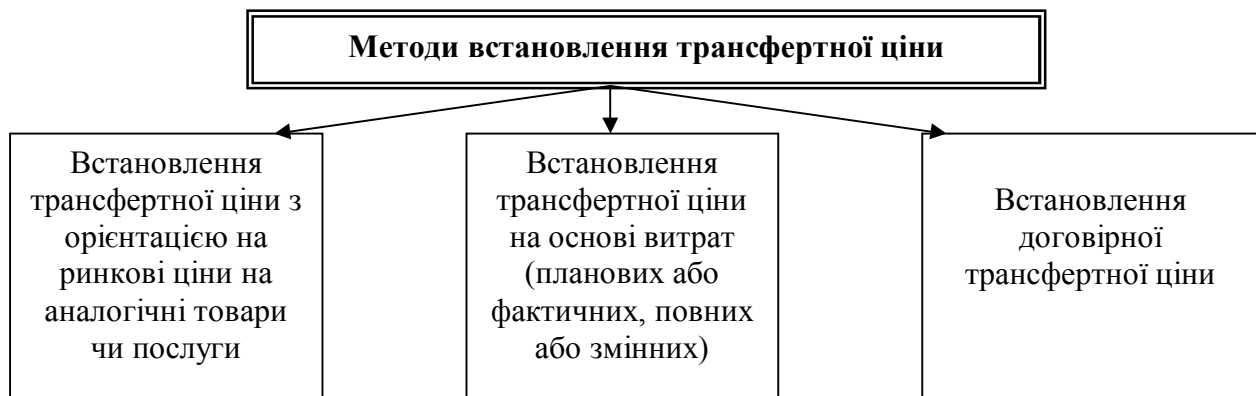 Методи встановлення трансфертної ціни
Встановлення
трансфертної ціни з
орієнтацією на
ринкові ціни на
аналогічні товари
чи послуги
Встановлення
трансфертної ціни
на основі витрат
(планових або
фактичних, повних
або змінних)
Встановлення
договірної
трансфертної ціни